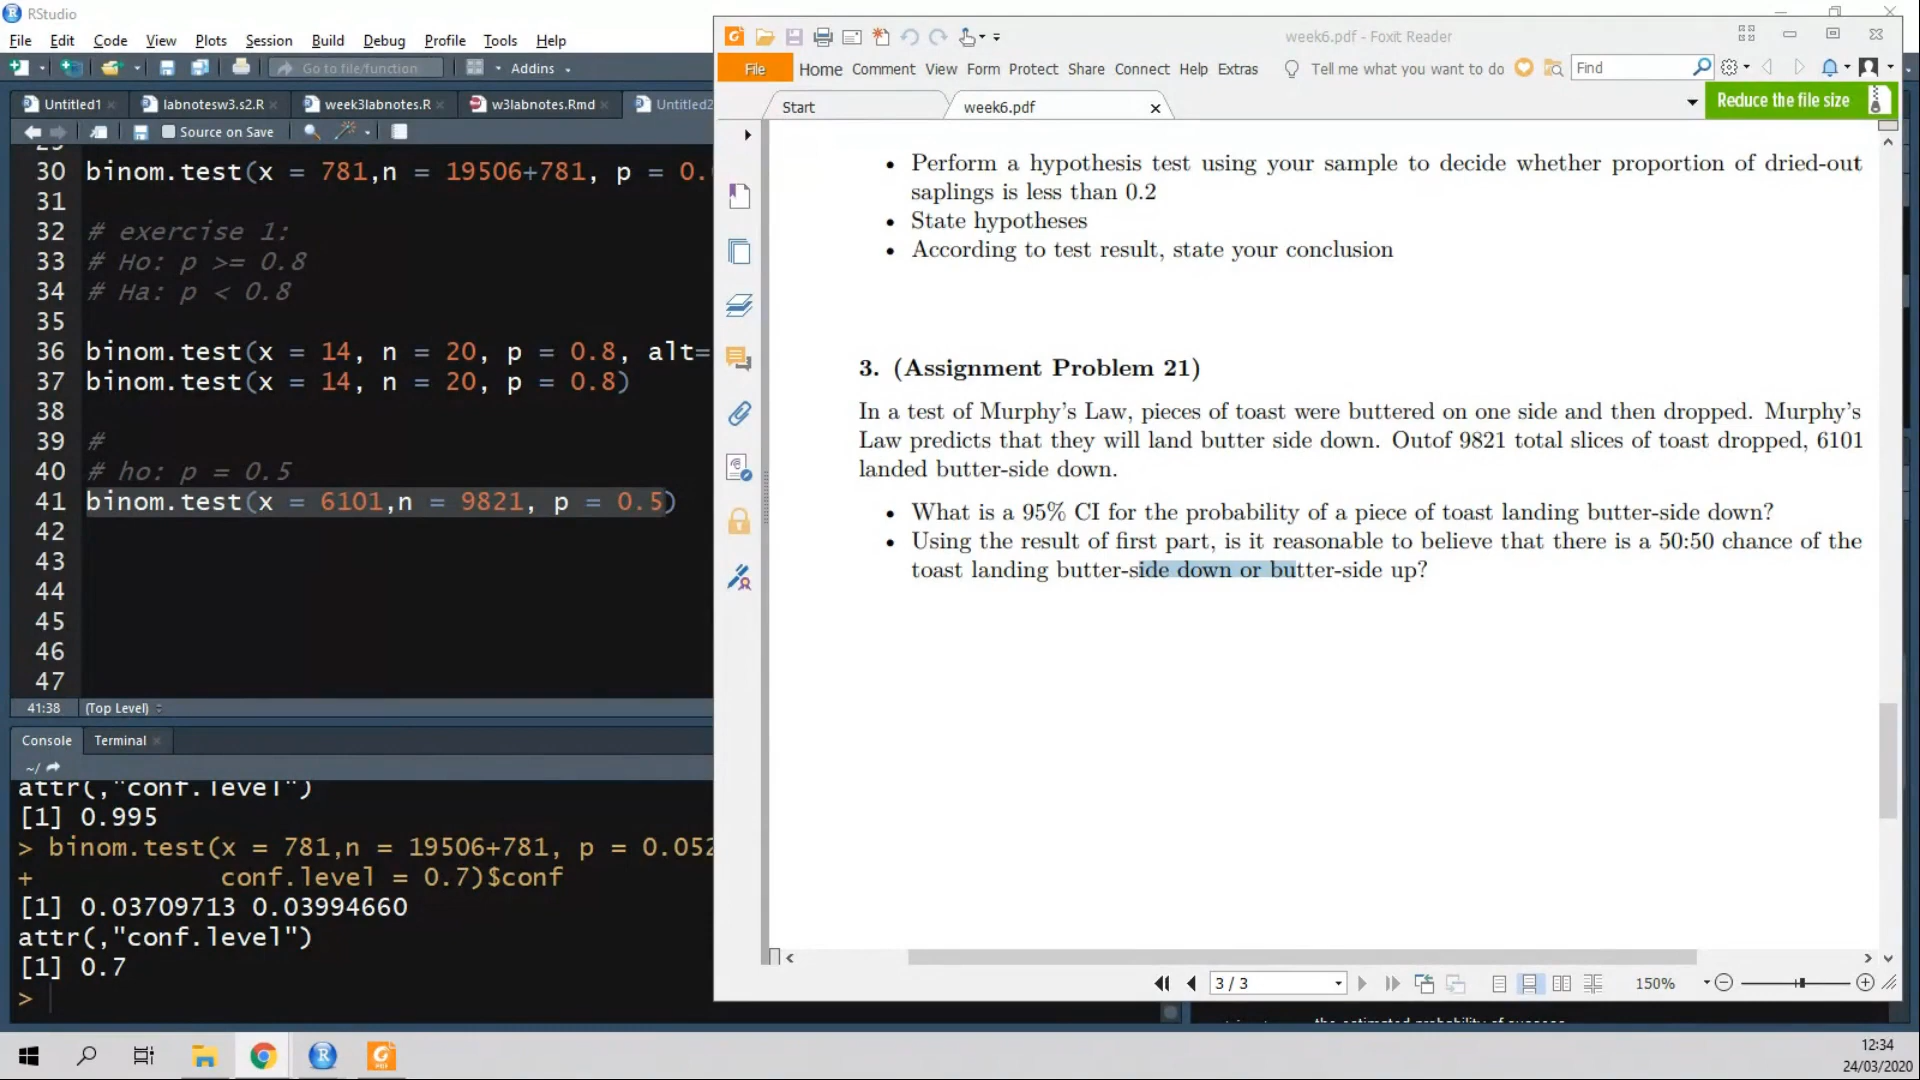 RStudio
File Edit Code View Plots Session Build Debug Profile Tools Help
Go to file/function Addins
Untitled1 labnotesw3.s2.R week3labnotes.R w3labnotes.Rmd Untitled2
Source on Save
30 binom.test(x = 781,n = 19506+781, p = 0.
31
32 # exercise 1:
33 # Ho: p >= 0.8
34 # Ha: p < 0.8
35
36 binom.test(x = 14, n = 20, p = 0.8, alt=
37 binom.test(x = 14, n = 20, p = 0.8)
38
39 #
40 # ho: p = 0.5
41 binom.test(x = 6101,n = 9821, p = 0.5)
42
43
44
45
46
47
41:38 (Top Level)
Console Terminal
~/
attr(,"conf.level")
[1] 0.995
> binom.test(x = 781,n = 19506+781, p = 0.052
+ conf.level = 0.7)$conf
[1] 0.03709713 0.03994660
attr(,"conf.level")
[1] 0.7
>
week6.pdf - Foxit Reader
File Home Comment View Form Protect Share Connect Help Extras Tell me what you want to do Find
Start week6.pdf Reduce the file size
• Perform a hypothesis test using your sample to decide whether proportion of dried-out
saplings is less than 0.2
• State hypotheses
• According to test result, state your conclusion
3. (Assignment Problem 21)
In a test of Murphy's Law, pieces of toast were buttered on one side and then dropped. Murphy's
Law predicts that they will land butter side down. Outof 9821 total slices of toast dropped, 6101
landed butter-side down.
• What is a 95% CI for the probability of a piece of toast landing butter-side down?
• Using the result of first part, is it reasonable to believe that there is a 50:50 chance of the
toast landing butter-side down or butter-side up?
3 / 3 150%
the estimated probability of success
12:34
24/03/2020